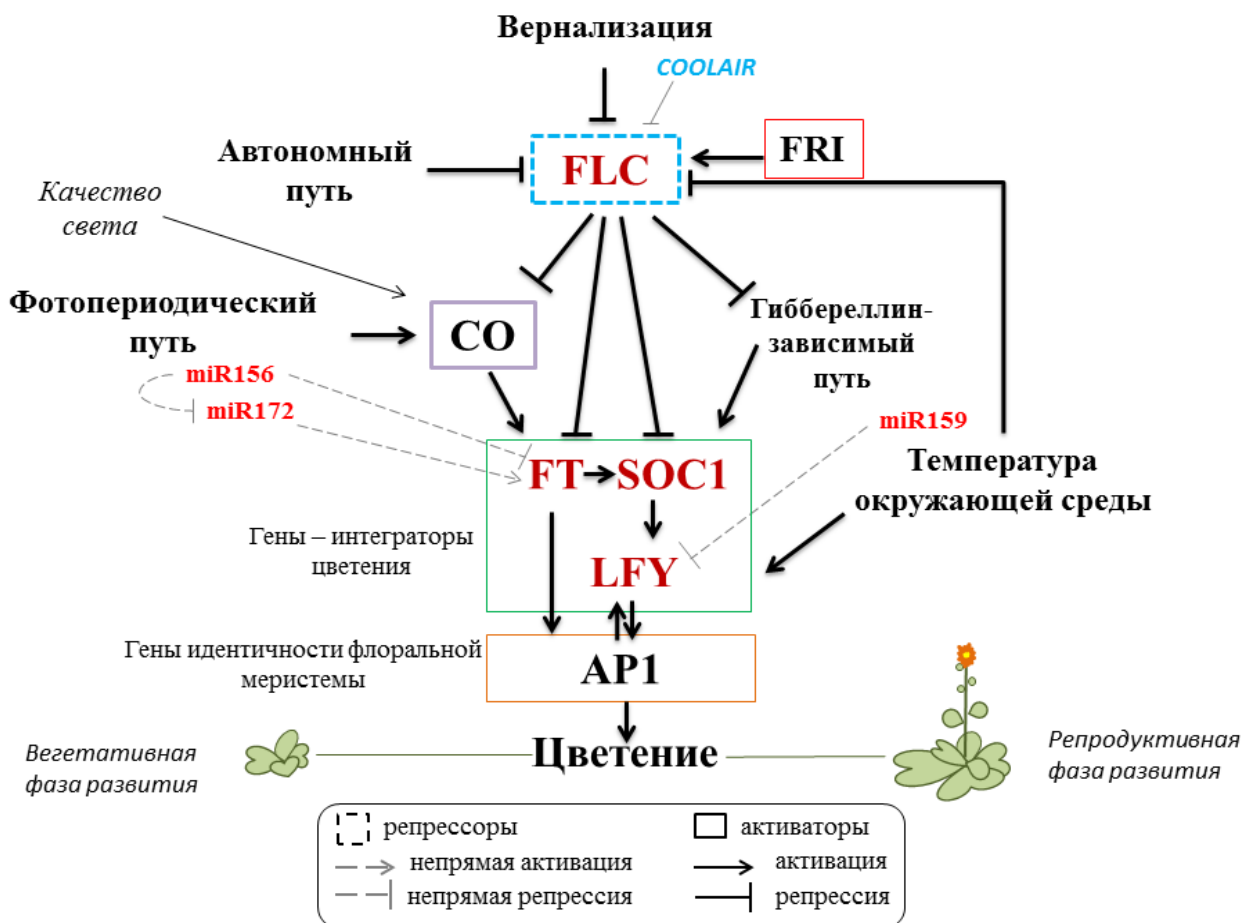 Вернализация
COOLAIR
FLC
FRI
Автономный
путь
Качество
света
Фотопериодический
путь
CO
Гиббереллин-
зависимый
путь
miR156
miR172
miR159
Температура
окружающей среды
FT
SOC1
Гены – интеграторы
цветения
LFY
Гены идентичности флоральной
меристемы
AP1
Вегетативная
фаза развития
Цветение
Репродуктивная
фаза развития
репрессоры
активаторы
непрямая активация
активация
непрямая репрессия
репрессия